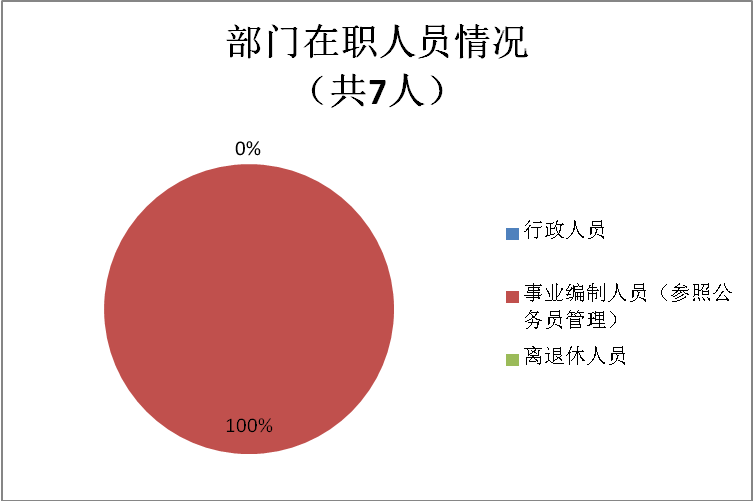 部门在职人员情况
（共7人）
0%
100%
行政人员
事业编制人员（参照公
务员管理）
离退休人员